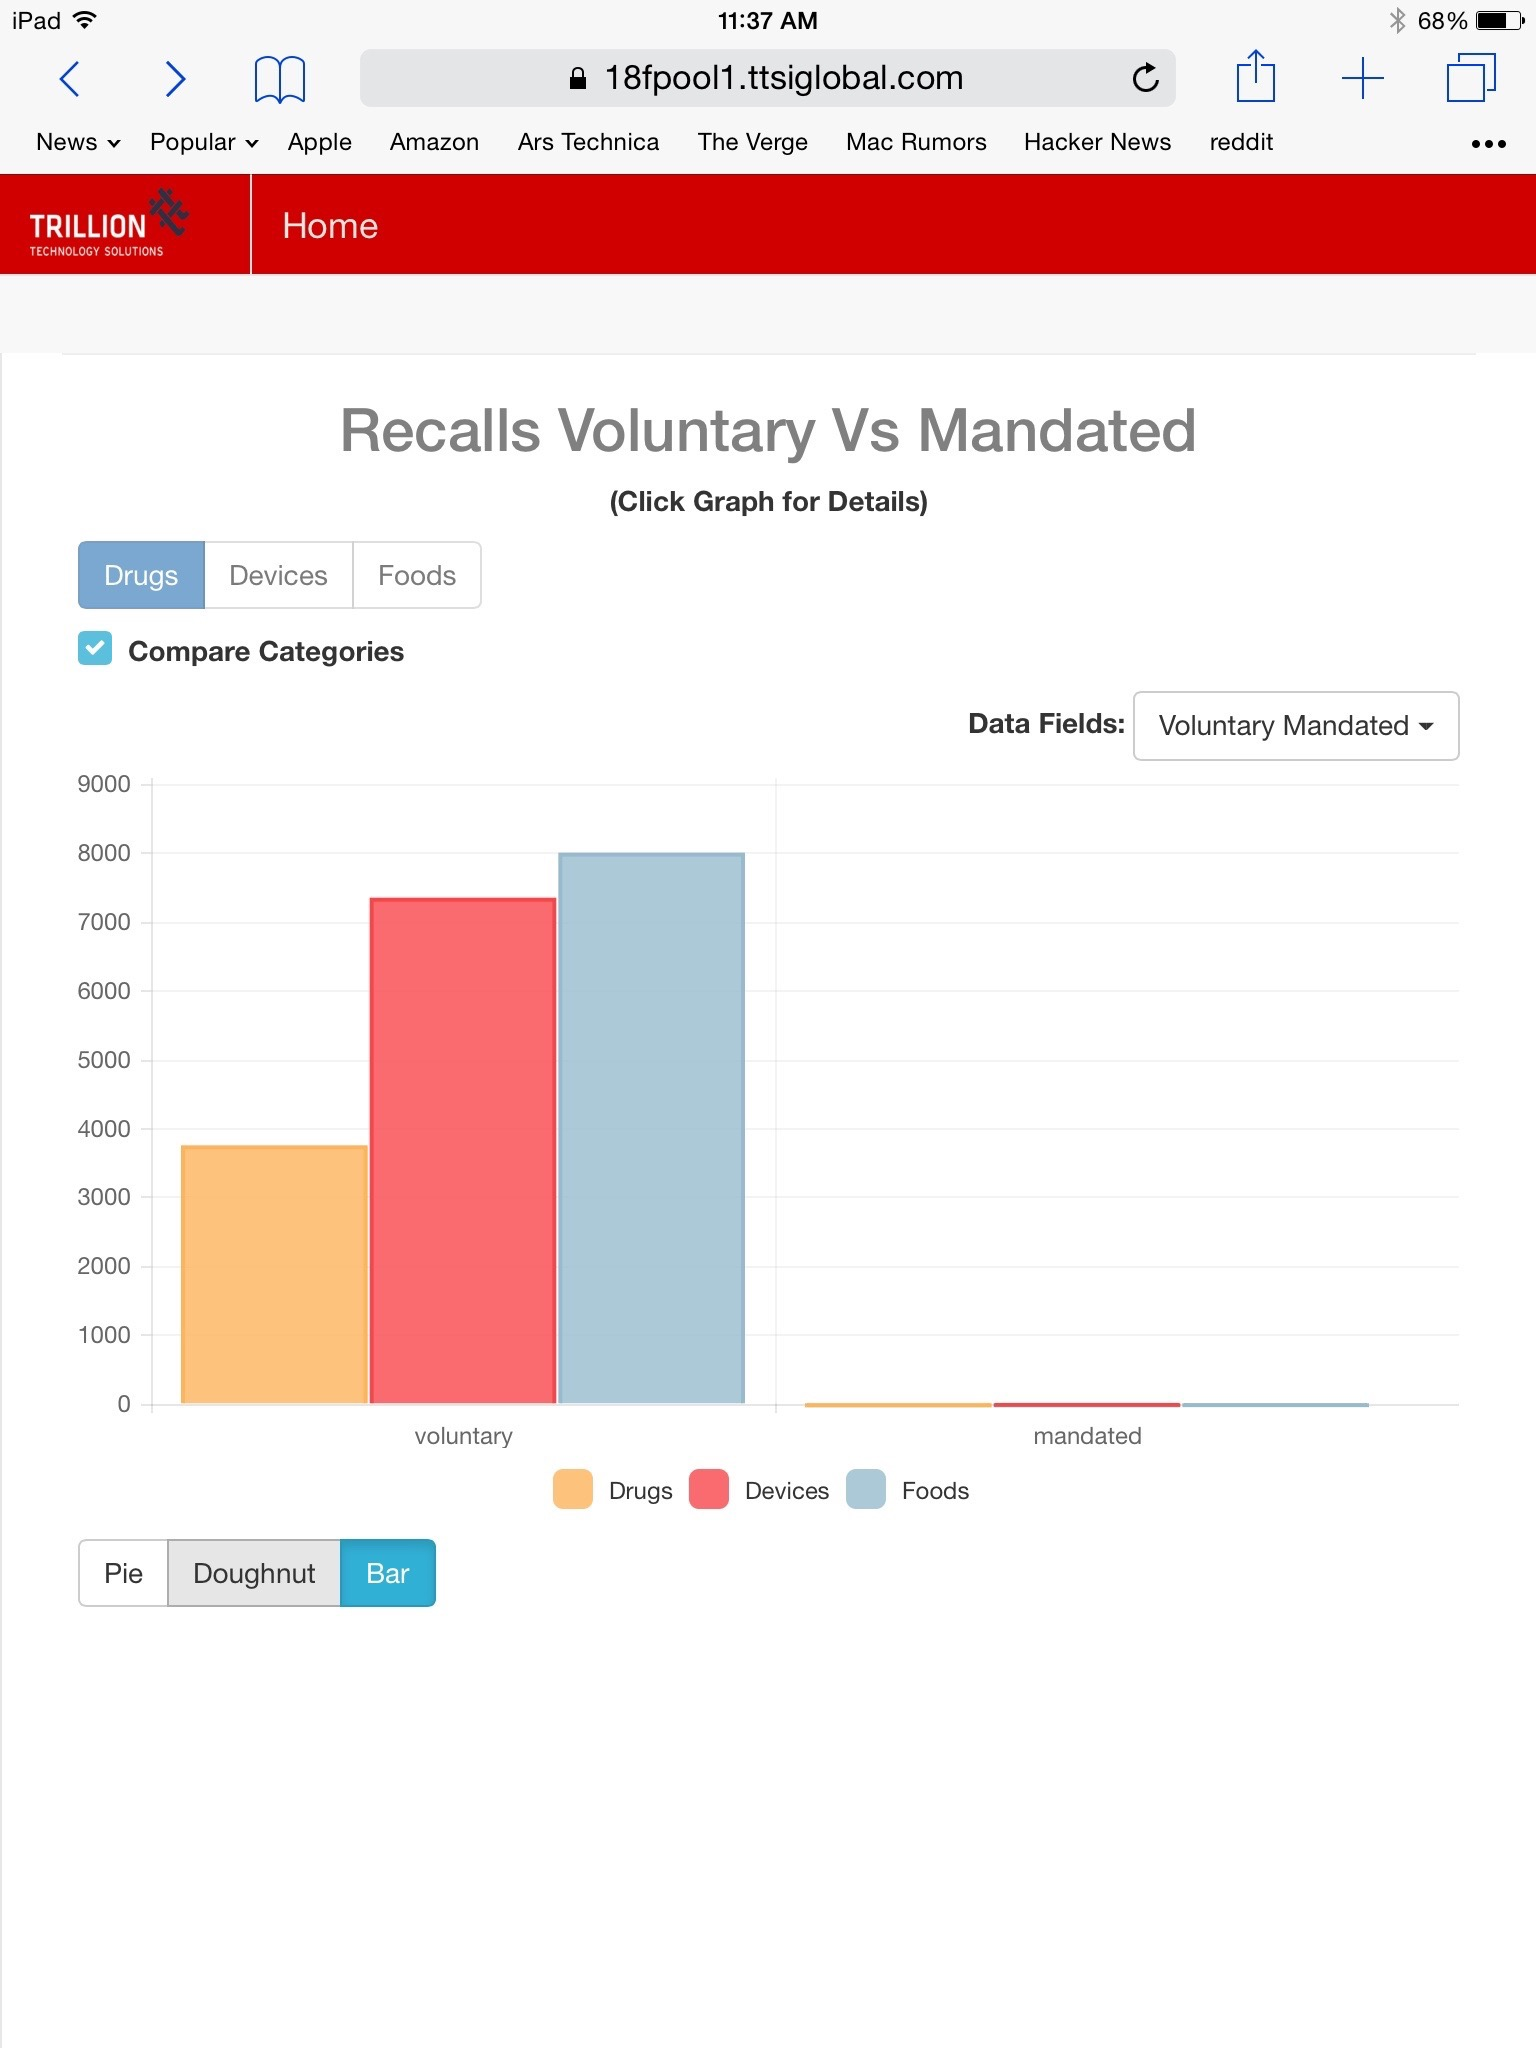 iPad 11:37 AM 68%
18fpool1.ttsiglobal.com
News Popular Apple Amazon Ars Technica The Verge Mac Rumors Hacker News reddit
TRILLION
TECHNOLOGY SOLUTIONS
Home
Recalls Voluntary Vs Mandated
(Click Graph for Details)
Drugs Devices Foods
Compare Categories
Data Fields: Voluntary Mandated
9000
8000
7000
6000
5000
4000
3000
2000
1000
0
voluntary mandated
Drugs Devices Foods
Pie Doughnut Bar